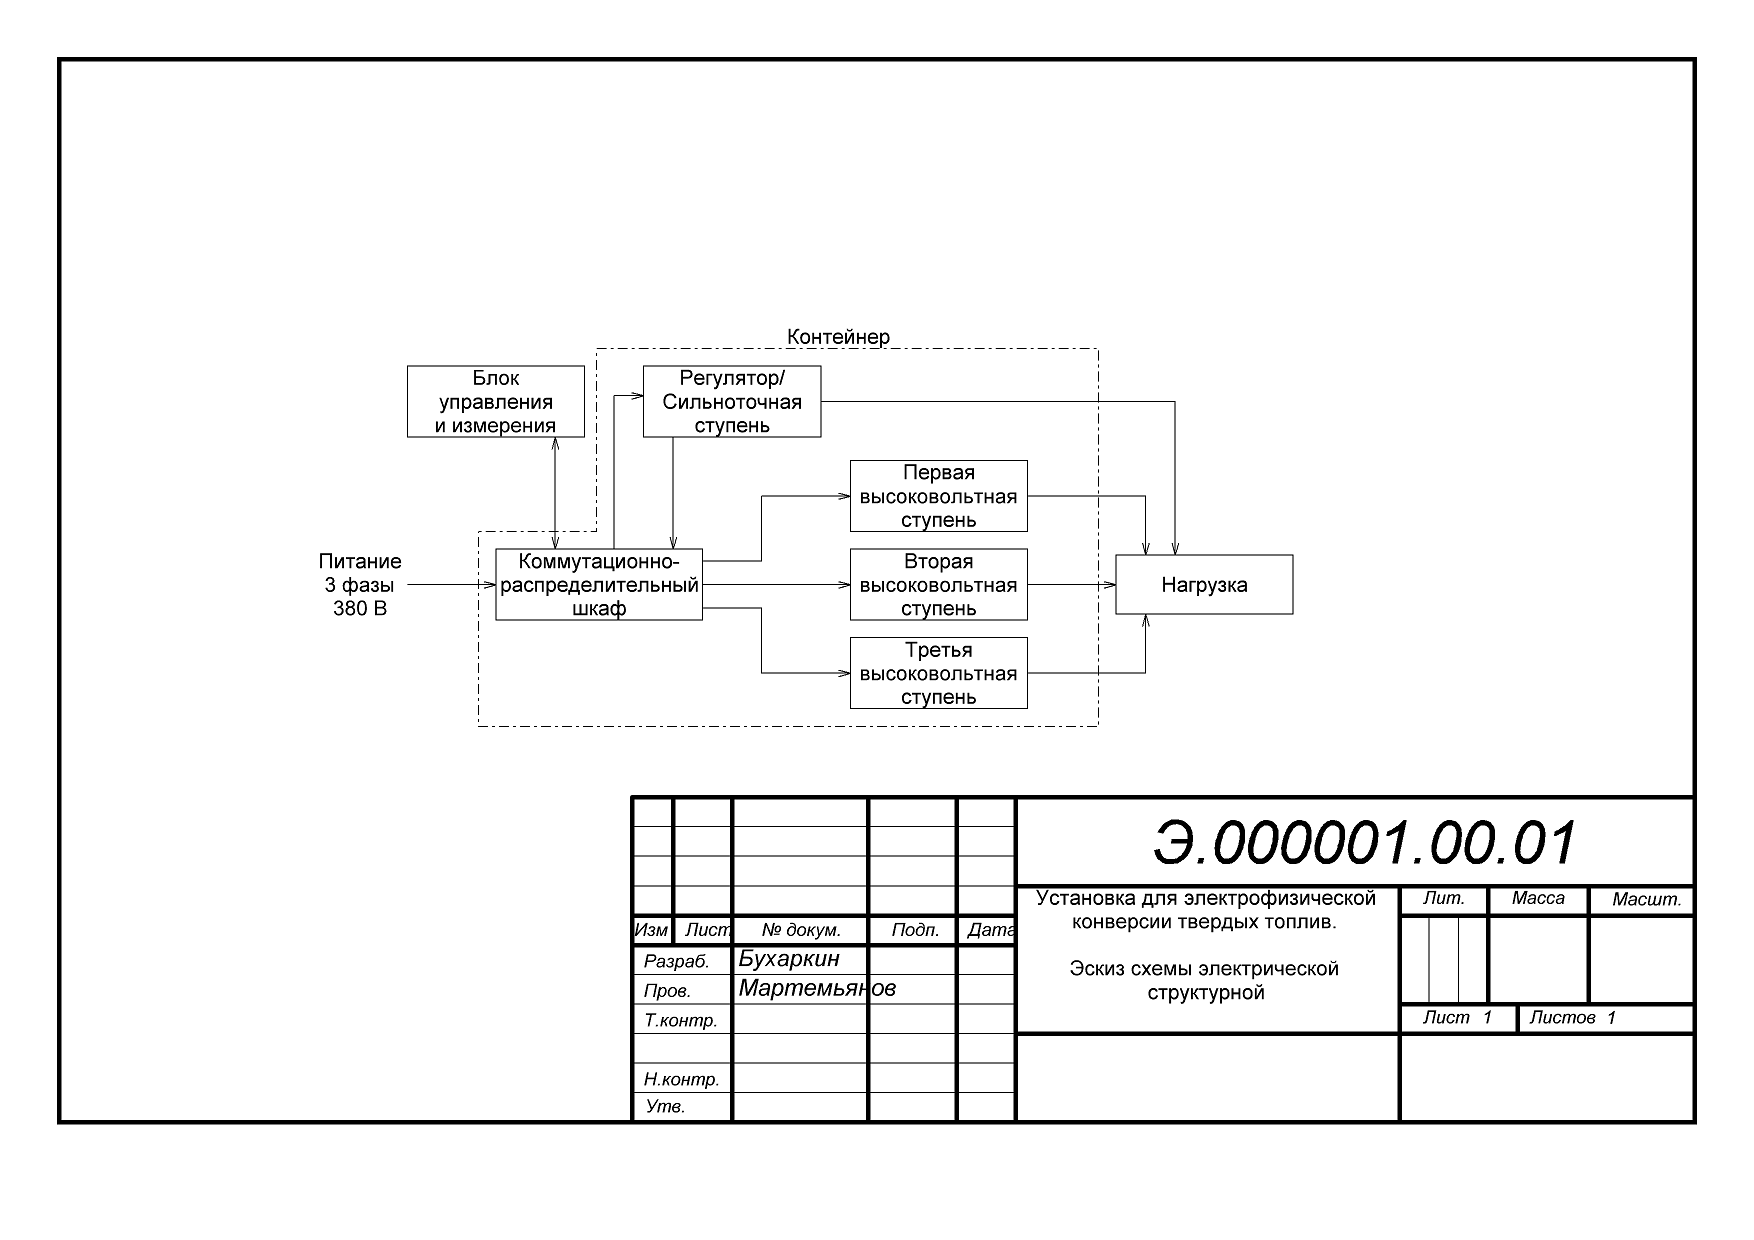 Контейнер
Блок
управления
и измерения
Регулятор/
Сильноточная
ступень
Первая
высоковольтная
ступень
Питание
3 фазы
380 В
Коммутационно-
распределительный
шкаф
Вторая
высоковольтная
ступень
Нагрузка
Третья
высоковольтная
ступень
Э.000001.00.01
Установка для электрофизической
конверсии твердых топлив.
Эскиз схемы электрической
структурной
Лит. Масса Масшт.
Лист 1 Листов 1
Изм Лист № докум. Подп. Дата
Разраб. Бухаркин
Пров. Мартемьянов
Т.контр.
Н.контр.
Утв.